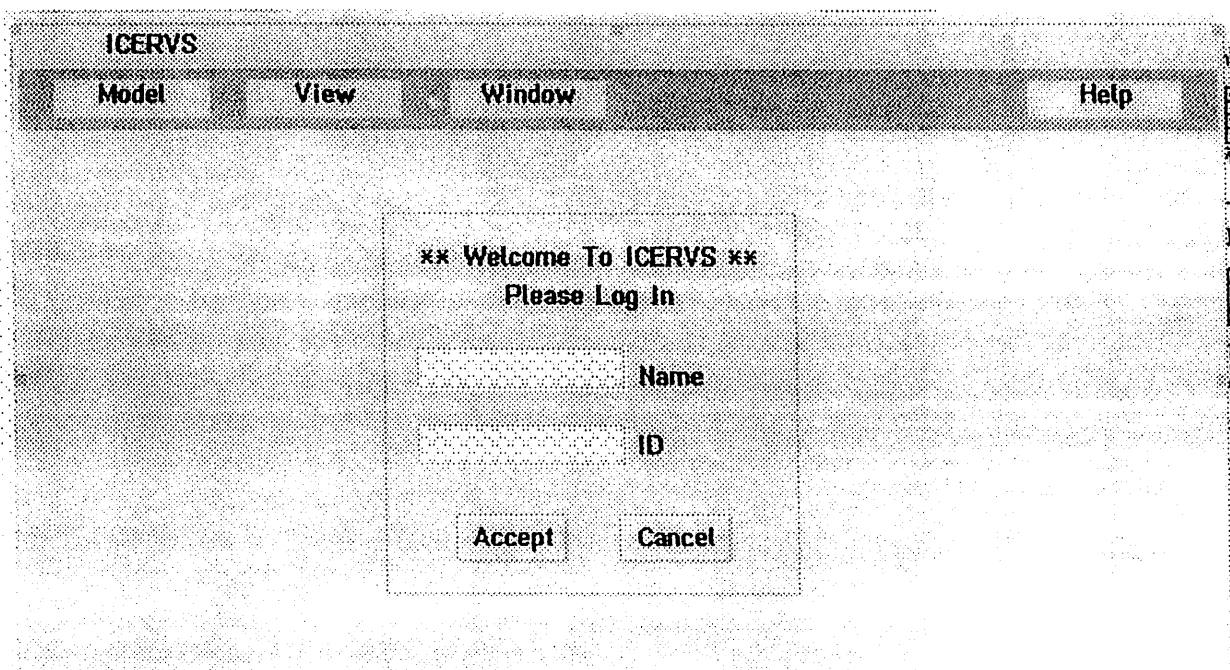 ICERVS
Model View Window Help
** Welcome To ICERVS **
Please Log In
Name
ID
Accept Cancel